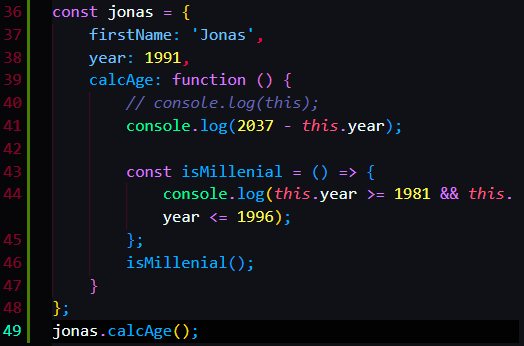 36 const jonas = {
37 firstName: 'Jonas',
38 year: 1991,
39 calcAge: function () {
40 // console.log(this);
41 console.log(2037 - this.year);
42
43 const isMillenial = () => {
44 console.log(this.year >= 1981 && this.
year <= 1996);
45 };
46 isMillenial();
47 }
48 };
49 jonas.calcAge();